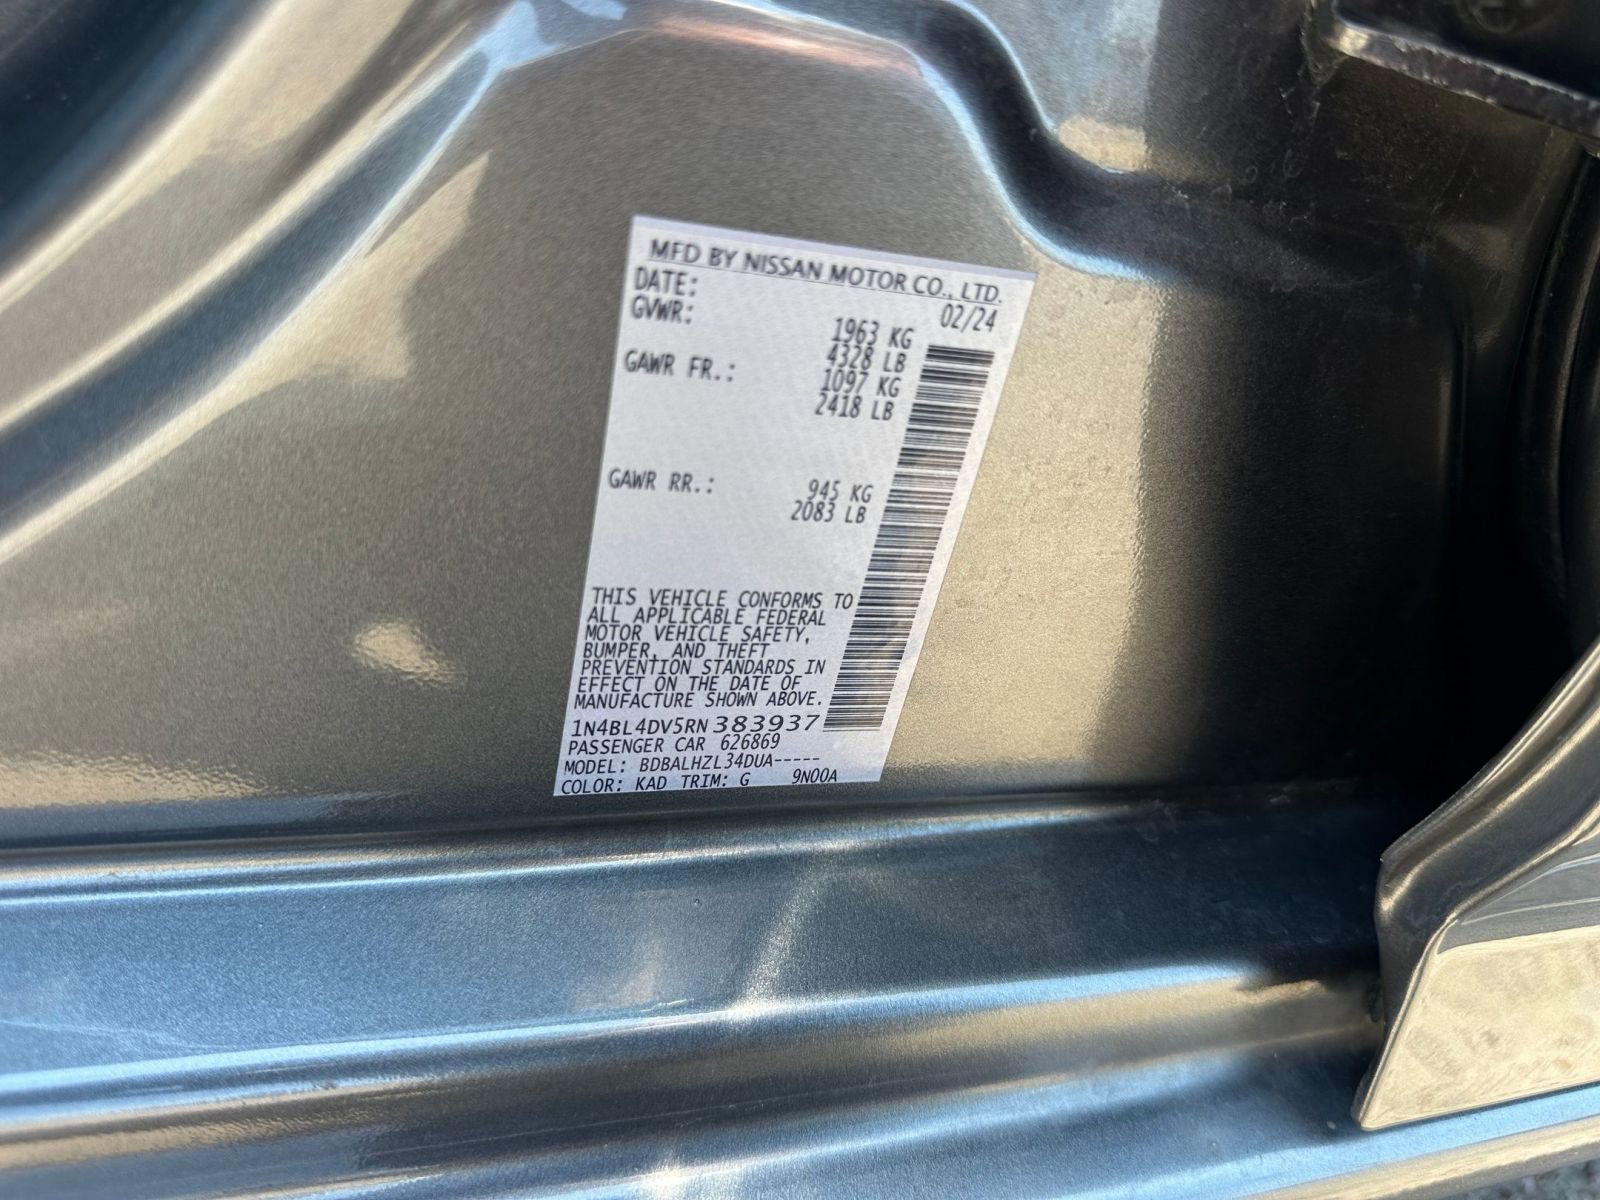 MFD BY NISSAN MOTOR CO., LTD.
DATE: 02/24
GVWR: 1963 KG
4328 LB
GAWR FR.: 1097 KG
2418 LB
GAWR RR.: 945 KG
2083 LB
THIS VEHICLE CONFORMS TO
ALL APPLICABLE FEDERAL
MOTOR VEHICLE SAFETY,
BUMPER, AND THEFT
PREVENTION STANDARDS IN
EFFECT ON THE DATE OF
MANUFACTURE SHOWN ABOVE.
1N4BL4DV5RN383937
PASSENGER CAR 626869
MODEL: BDBALHZL34DUA-----
COLOR: KAD TRIM: G 9N00A